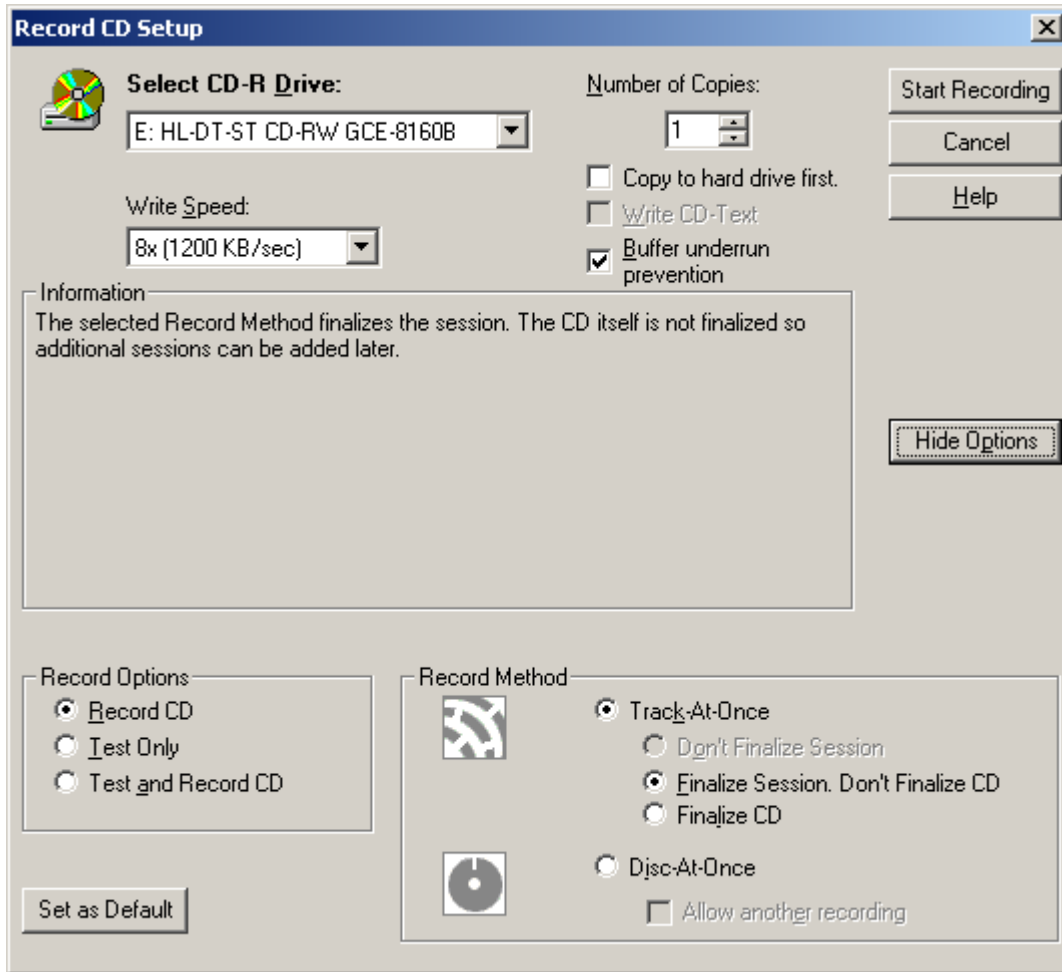 Record CD Setup
Select CD-R Drive:
E: HL-DT-ST CD-RW GCE-8160B
Write Speed:
8x (1200 KB/sec)
Number of Copies:
1
Copy to hard drive first.
Write CD-Text
Buffer underrun
prevention
Start Recording
Cancel
Help
Information
The selected Record Method finalizes the session. The CD itself is not finalized so
additional sessions can be added later.
Hide Options
Record Options
Record CD
Test Only
Test and Record CD
Set as Default
Record Method
Track-At-Once
Don't Finalize Session
Finalize Session. Don't Finalize CD
Finalize CD
Disc-At-Once
Allow another recording